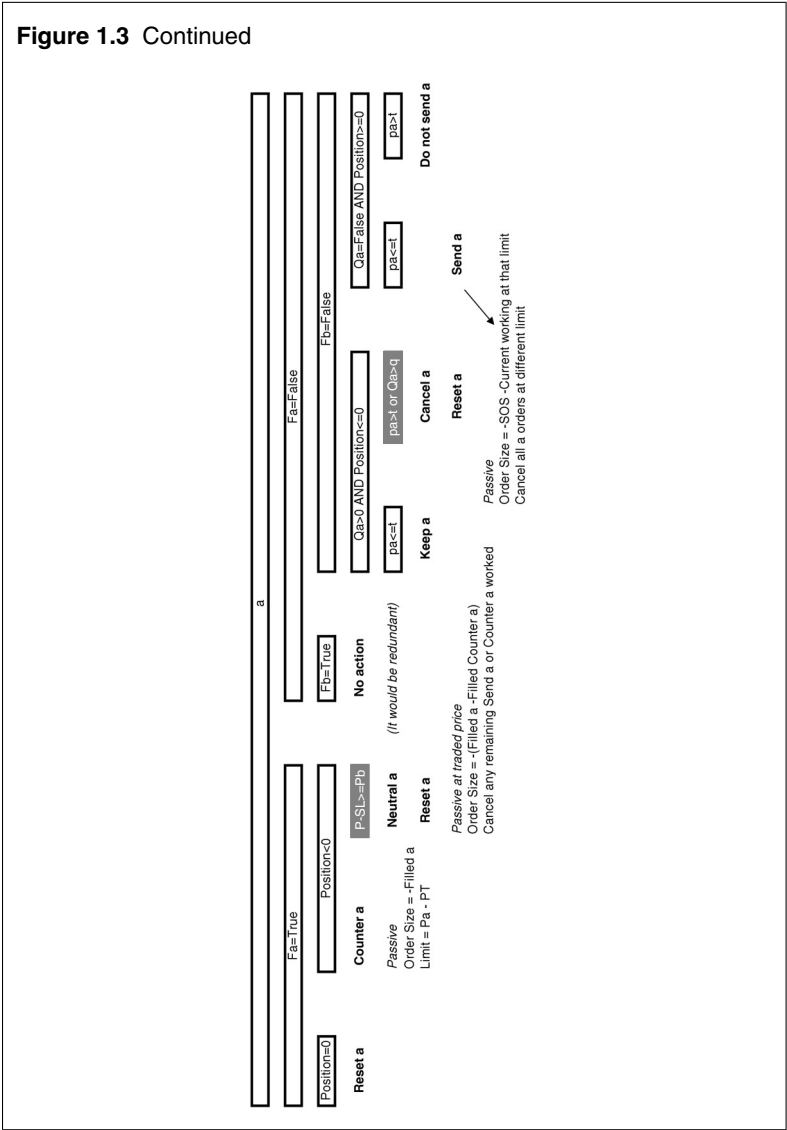 Figure 1.3 Continued
a
Fa=True
Fa=False
Position=0
Position<0
Fb=True
Fb=False
Reset a
Counter a
P-SL>=Pb
No action
Qa>0 AND Position<=0
Qa=False AND Position>=0
Passive
Order Size = -Filled a
Limit = Pa - PT
Neutral a
(It would be redundant)
pa<=t
pa>t or Qa>q
pa<=t
pa>t
Reset a
Keep a
Cancel a
Do not send a
Passive at traded price
Order Size = -(Filled a -Filled Counter a)
Cancel any remaining Send a or Counter a worked
Reset a
Send a
Passive
Order Size = -SOS -Current working at that limit
Cancel all a orders at different limit